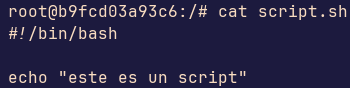 root@b9fcd03a93c6:/# cat script.sh
#!/bin/bash

echo "este es un script"